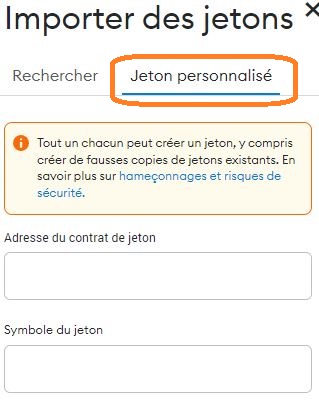 Importer des jetons
Rechercher Jeton personnalisé
Tout un chacun peut créer un jeton, y compris
créer de fausses copies de jetons existants. En
savoir plus sur hameçonnages et risques de
sécurité.
Adresse du contrat de jeton
Symbole du jeton